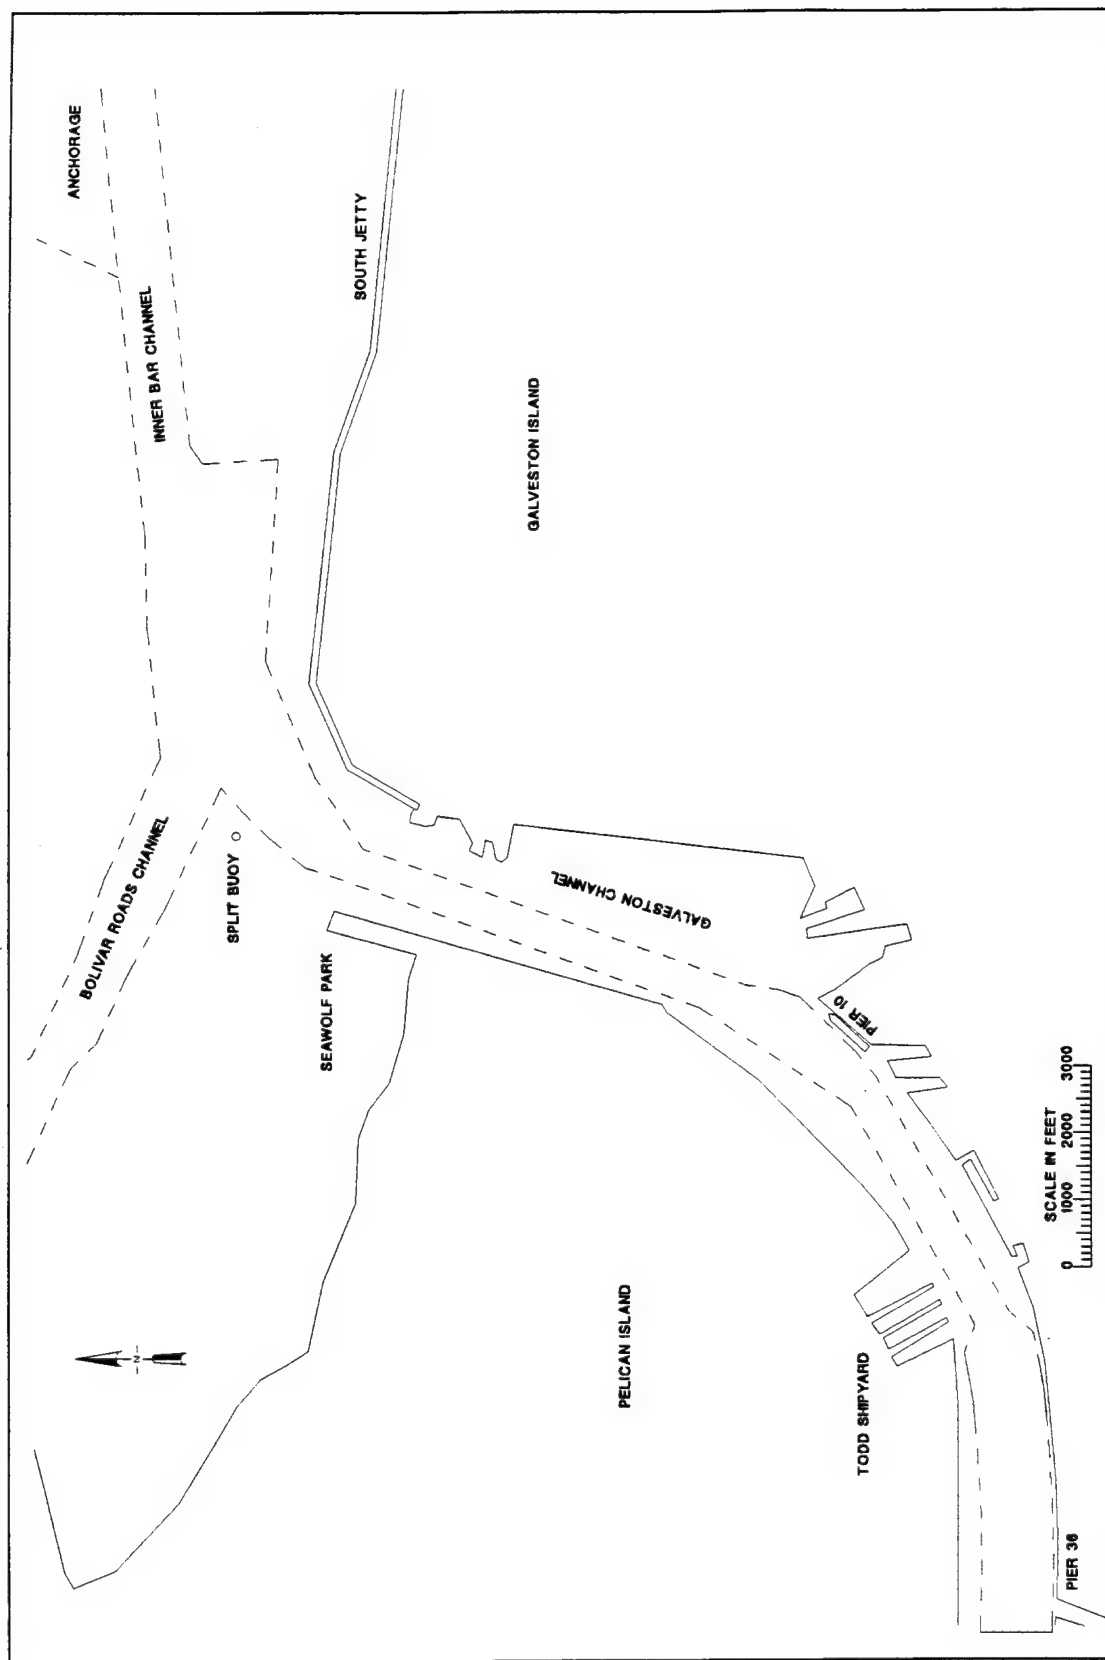 ANCHORAGE
INNER BAR CHANNEL
SOUTH JETTY
BOLIVAR ROADS CHANNEL
SPLIT BUOY
SEAWOLF PARK
GALVESTON ISLAND
GALVESTON CHANNEL
PIER 10
PELICAN ISLAND
TODD SHIPYARD
PIER 36
N
SCALE IN FEET
0 1000 2000 3000